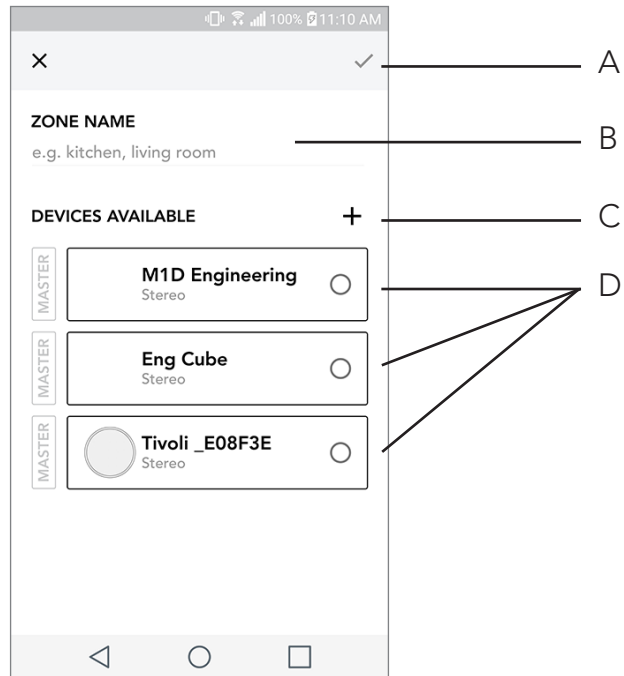 100% 11:10 AM
A
ZONE NAME
B
e.g. kitchen, living room
DEVICES AVAILABLE
C
MASTER
M1D Engineering
Stereo
D
MASTER
Eng Cube
Stereo
MASTER
Tivoli _E08F3E
Stereo